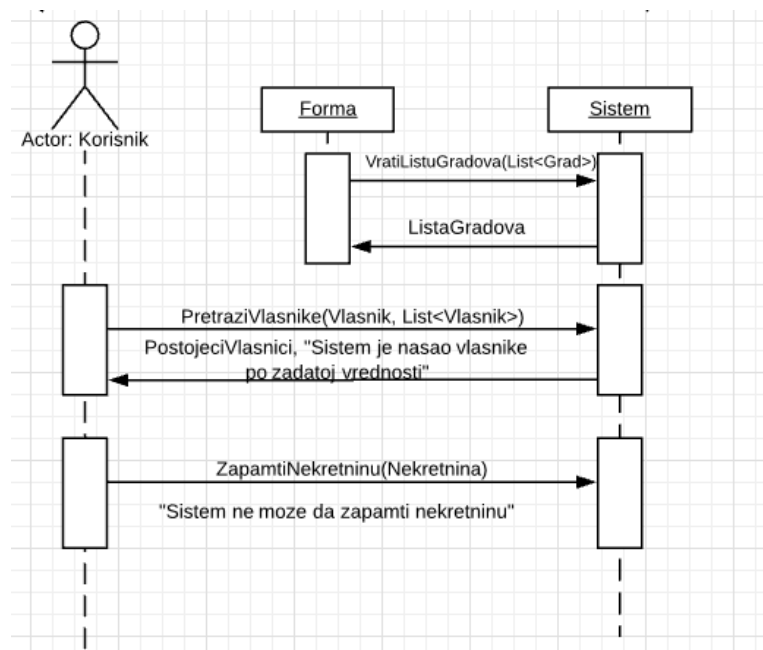 Forma
Sistem
Actor: Korisnik
VratiListuGradova(List<Grad>)
ListaGradova
PretraziVlasnike(Vlasnik, List<Vlasnik>)
PostojeciVlasnici, "Sistem je nasao vlasnike
po zadatoj vrednosti"
ZapamtiNekretninu(Nekretnina)
"Sistem ne moze da zapamti nekretninu"